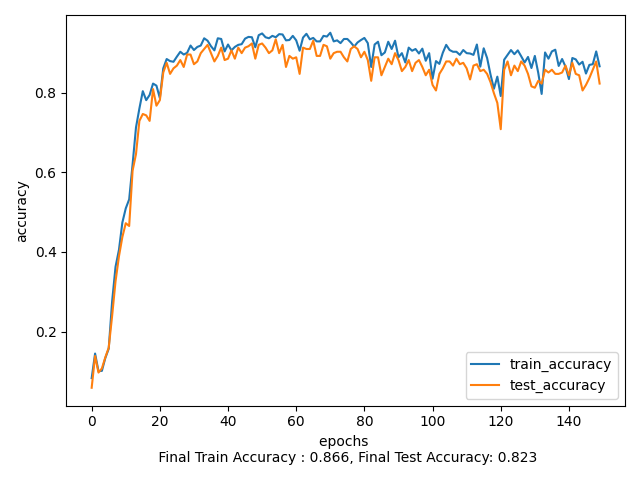 accuracy
0.8
0.6
0.4
0.2
train_accuracy
test_accuracy
0 20 40 60 80 100 120 140
epochs
Final Train Accuracy : 0.866, Final Test Accuracy: 0.823